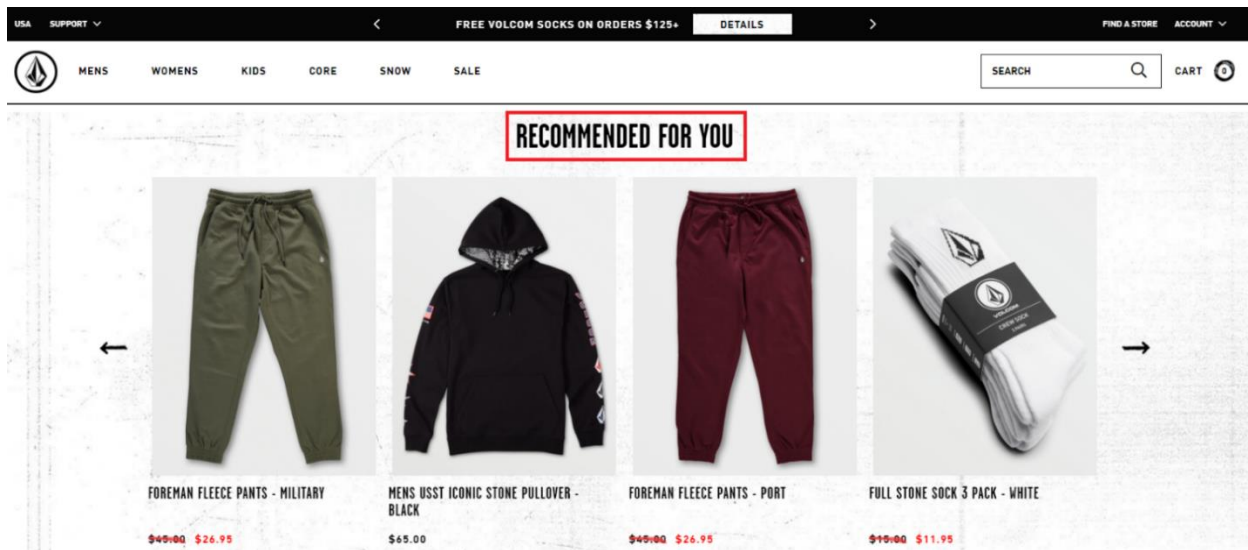 USA SUPPORT
FREE VOLCOM SOCKS ON ORDERS $125+ DETAILS
FIND A STORE ACCOUNT
MENS WOMENS KIDS CORE SNOW SALE
SEARCH
CART 0
RECOMMENDED FOR YOU
VOLCOM
CREW SOCK
FOREMAN FLEECE PANTS - MILITARY
$45.00 $26.95
MENS USST ICONIC STONE PULLOVER -
BLACK
$65.00
FOREMAN FLEECE PANTS - PORT
$45.00 $26.95
FULL STONE SOCK 3 PACK - WHITE
$15.00 $11.95